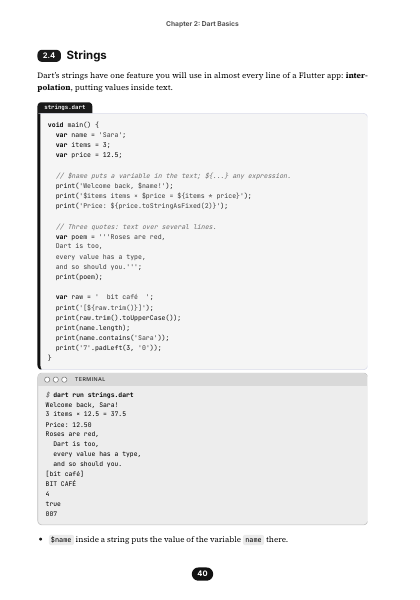 Chapter 2: Dart Basics
2.4 Strings
Dart's strings have one feature you will use in almost every line of a Flutter app: inter-
polation, putting values inside text.
strings.dart
void main() {
  var name = 'Sara';
  var items = 3;
  var price = 12.5;
  // $name puts a variable in the text; ${...} any expression.
  print('Welcome back, $name!');
  print('$items items × $price = ${items * price}');
  print('Price: ${price.toStringAsFixed(2)}');
  // Three quotes: text over several lines.
  var poem = '''Roses are red,
  Dart is too,
  every value has a type,
  and so should you.''';
  print(poem);
  var raw = '  bit café  ';
  print('[${raw.trim()}]');
  print(raw.trim().toUpperCase());
  print(name.length);
  print(name.contains('Sara'));
  print('7'.padLeft(3, '0'));
}
TERMINAL
$ dart run strings.dart
Welcome back, Sara!
3 items × 12.5 = 37.5
Price: 12.50
Roses are red,
  Dart is too,
  every value has a type,
  and so should you.
[bit café]
BIT CAFÉ
4
true
007
• $name inside a string puts the value of the variable name there.
40